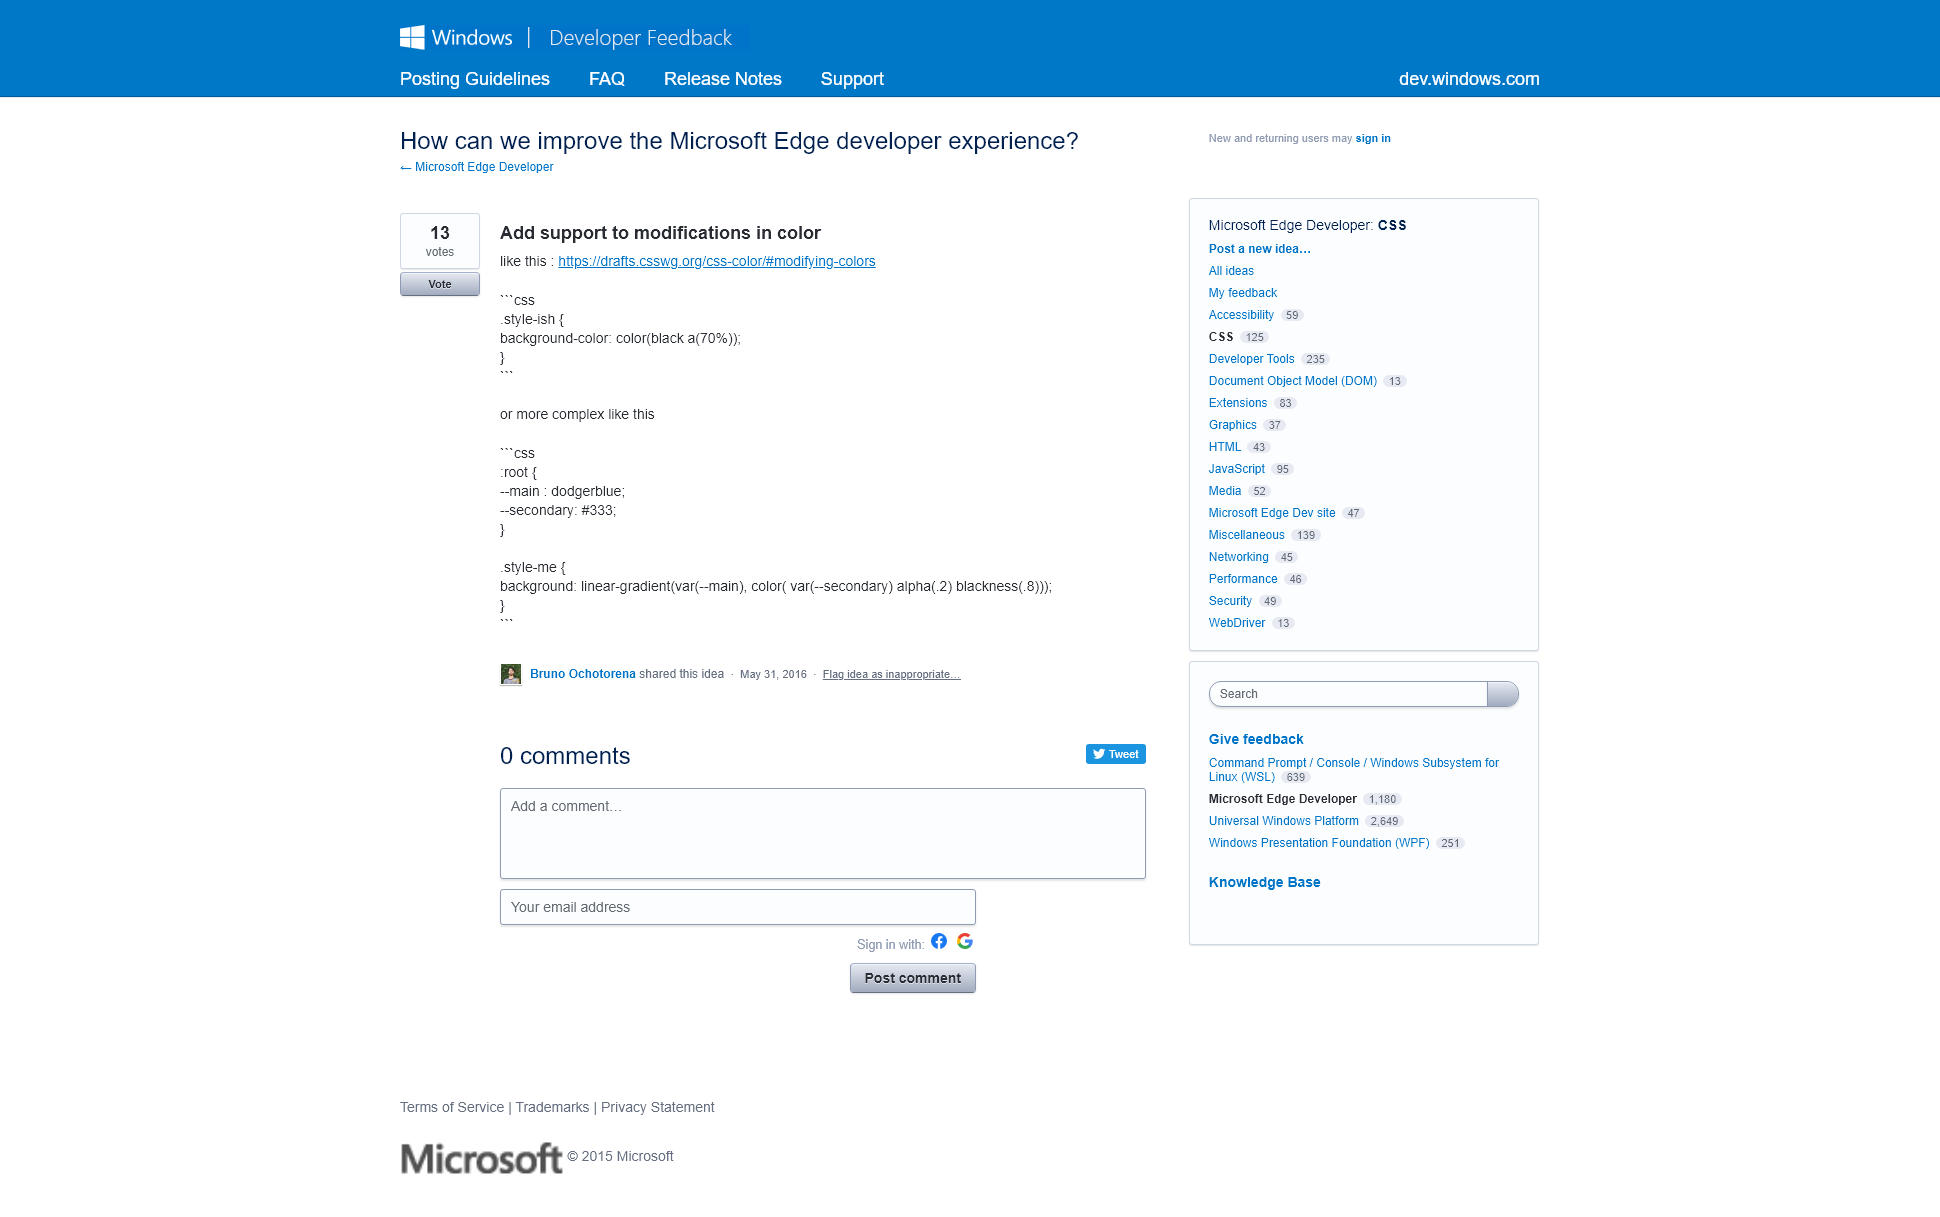 Windows | Developer Feedback
Posting Guidelines FAQ Release Notes Support dev.windows.com
How can we improve the Microsoft Edge developer experience?
← Microsoft Edge Developer
New and returning users may sign in
13
votes
Vote
Add support to modifications in color
like this : https://drafts.csswg.org/css-color/#modifying-colors
```css
.style-ish {
background-color: color(black a(70%));
}
```
or more complex like this
```css
:root {
--main : dodgerblue;
--secondary: #333;
}
.style-me {
background: linear-gradient(var(--main), color( var(--secondary) alpha(.2) blackness(.8)));
}
```
Bruno Ochotorena shared this idea · May 31, 2016 · Flag idea as inappropriate…
0 comments
Tweet
Add a comment…
Your email address
Sign in with:
Post comment
Microsoft Edge Developer: CSS
Post a new idea…
All ideas
My feedback
Accessibility 59
CSS 125
Developer Tools 235
Document Object Model (DOM) 13
Extensions 83
Graphics 37
HTML 43
JavaScript 95
Media 52
Microsoft Edge Dev site 47
Miscellaneous 139
Networking 45
Performance 46
Security 49
WebDriver 13
Search
Give feedback
Command Prompt / Console / Windows Subsystem for
Linux (WSL) 639
Microsoft Edge Developer 1,180
Universal Windows Platform 2,649
Windows Presentation Foundation (WPF) 251
Knowledge Base
Terms of Service | Trademarks | Privacy Statement
Microsoft © 2015 Microsoft